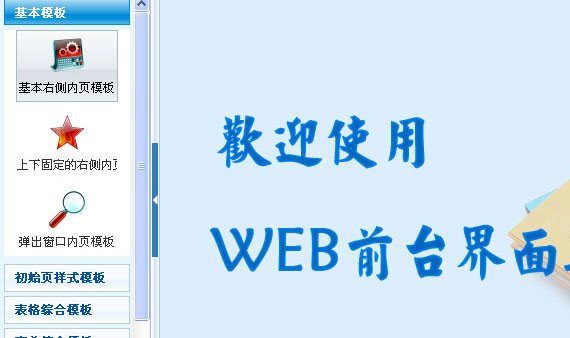 基本模板
基本右侧内页模板
上下固定的右侧内页
弹出窗口内页模板
初始页样式模板
表格综合模板
歡迎使用
WEB前台界面